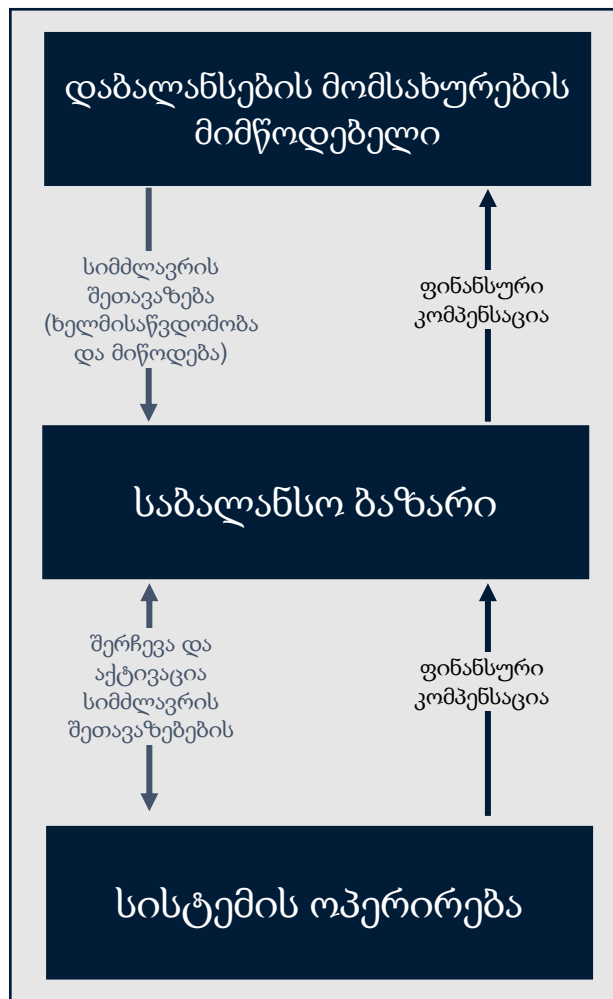 დაბალანსების მომსახურების
მიმწოდებელი
სიმძლავრის
შეთავაზება
(ხელმისაწვდომობა
და მიწოდება)
ფინანსური
კომპენსაცია
საბალანსო ბაზარი
შერჩევა და
აქტივაცია
სიმძლავრის
შეთავაზებების
ფინანსური
კომპენსაცია
სისტემის ოპერირება